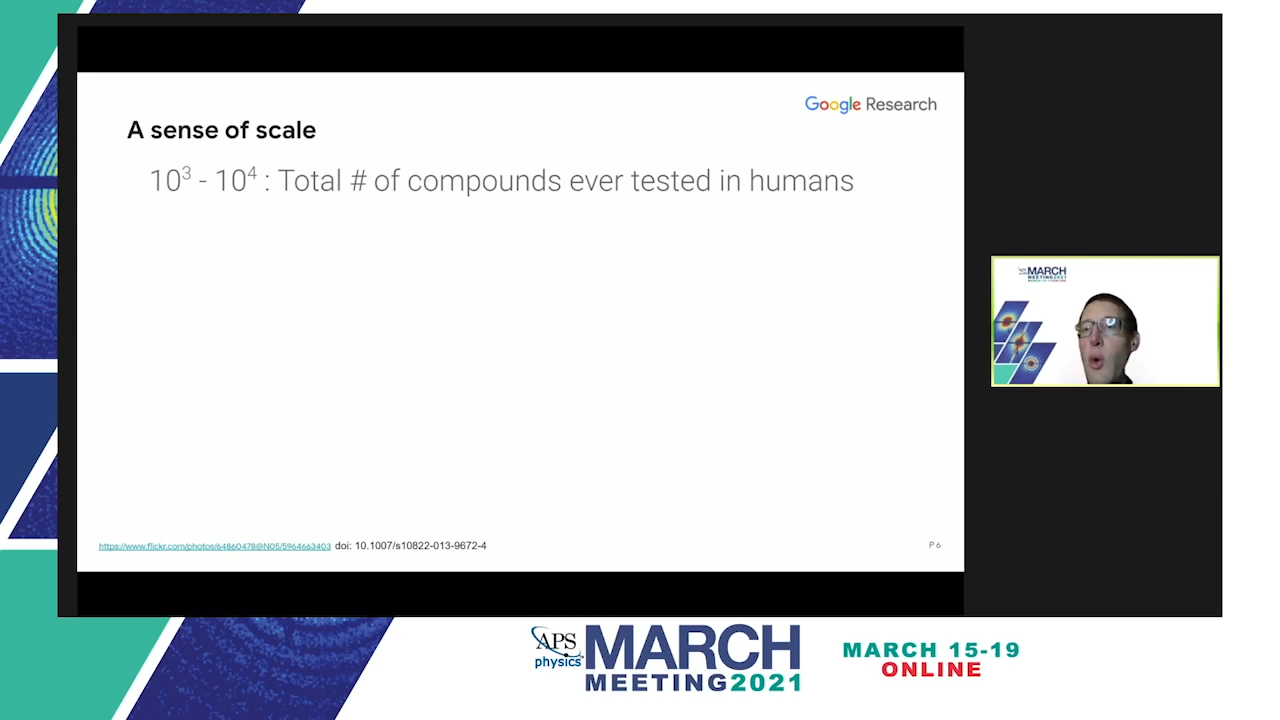 Google Research
A sense of scale
10³ - 10⁴ : Total # of compounds ever tested in humans
https://www.flickr.com/photos/64860478@N05/5964663403 doi: 10.1007/s10822-013-9672-4
P 6
MARCH
MEETING2021
APS
physics
MARCH
MEETING2021
MARCH 15-19
ONLINE